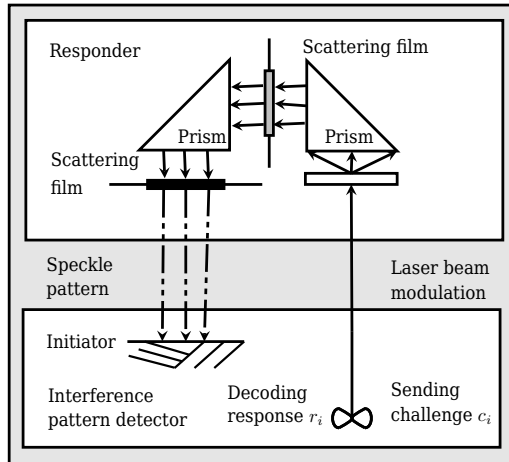 Responder
Scattering film
Prism
Prism
Scattering
film
Speckle
pattern
Laser beam
modulation
Initiator
Interference
pattern detector
Decoding
response r_i
Sending
challenge c_i